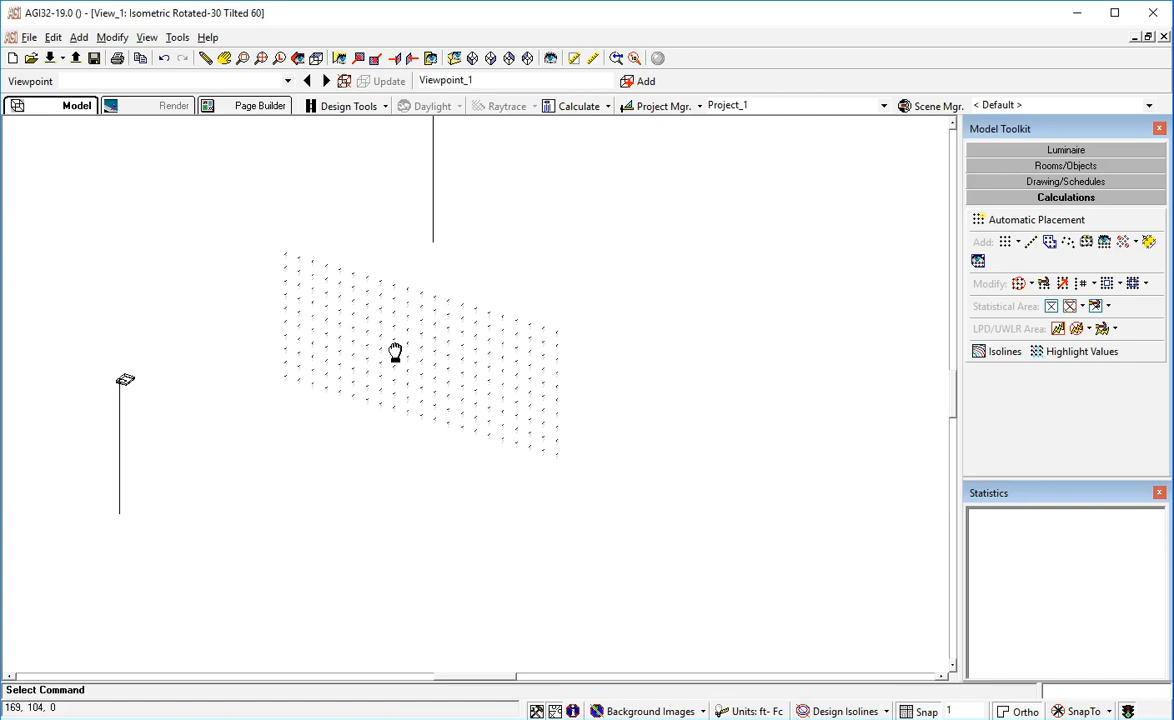 AGI32-19.0 () - [View_1: Isometric Rotated-30 Tilted 60]
File Edit Add Modify View Tools Help
Viewpoint Update Viewpoint_1 Add
Model Render Page Builder Design Tools Daylight Raytrace Calculate Project Mgr. Project_1 Scene Mgr. < Default >
Model Toolkit
Luminaire
Rooms/Objects
Drawing/Schedules
Calculations
Automatic Placement
Add:
Modify:
Statistical Area:
LPD/UWLR Area:
Isolines Highlight Values
Statistics
Select Command
169, 104, 0
Background Images Units: ft- Fc Design Isolines Snap 1 Ortho SnapTo